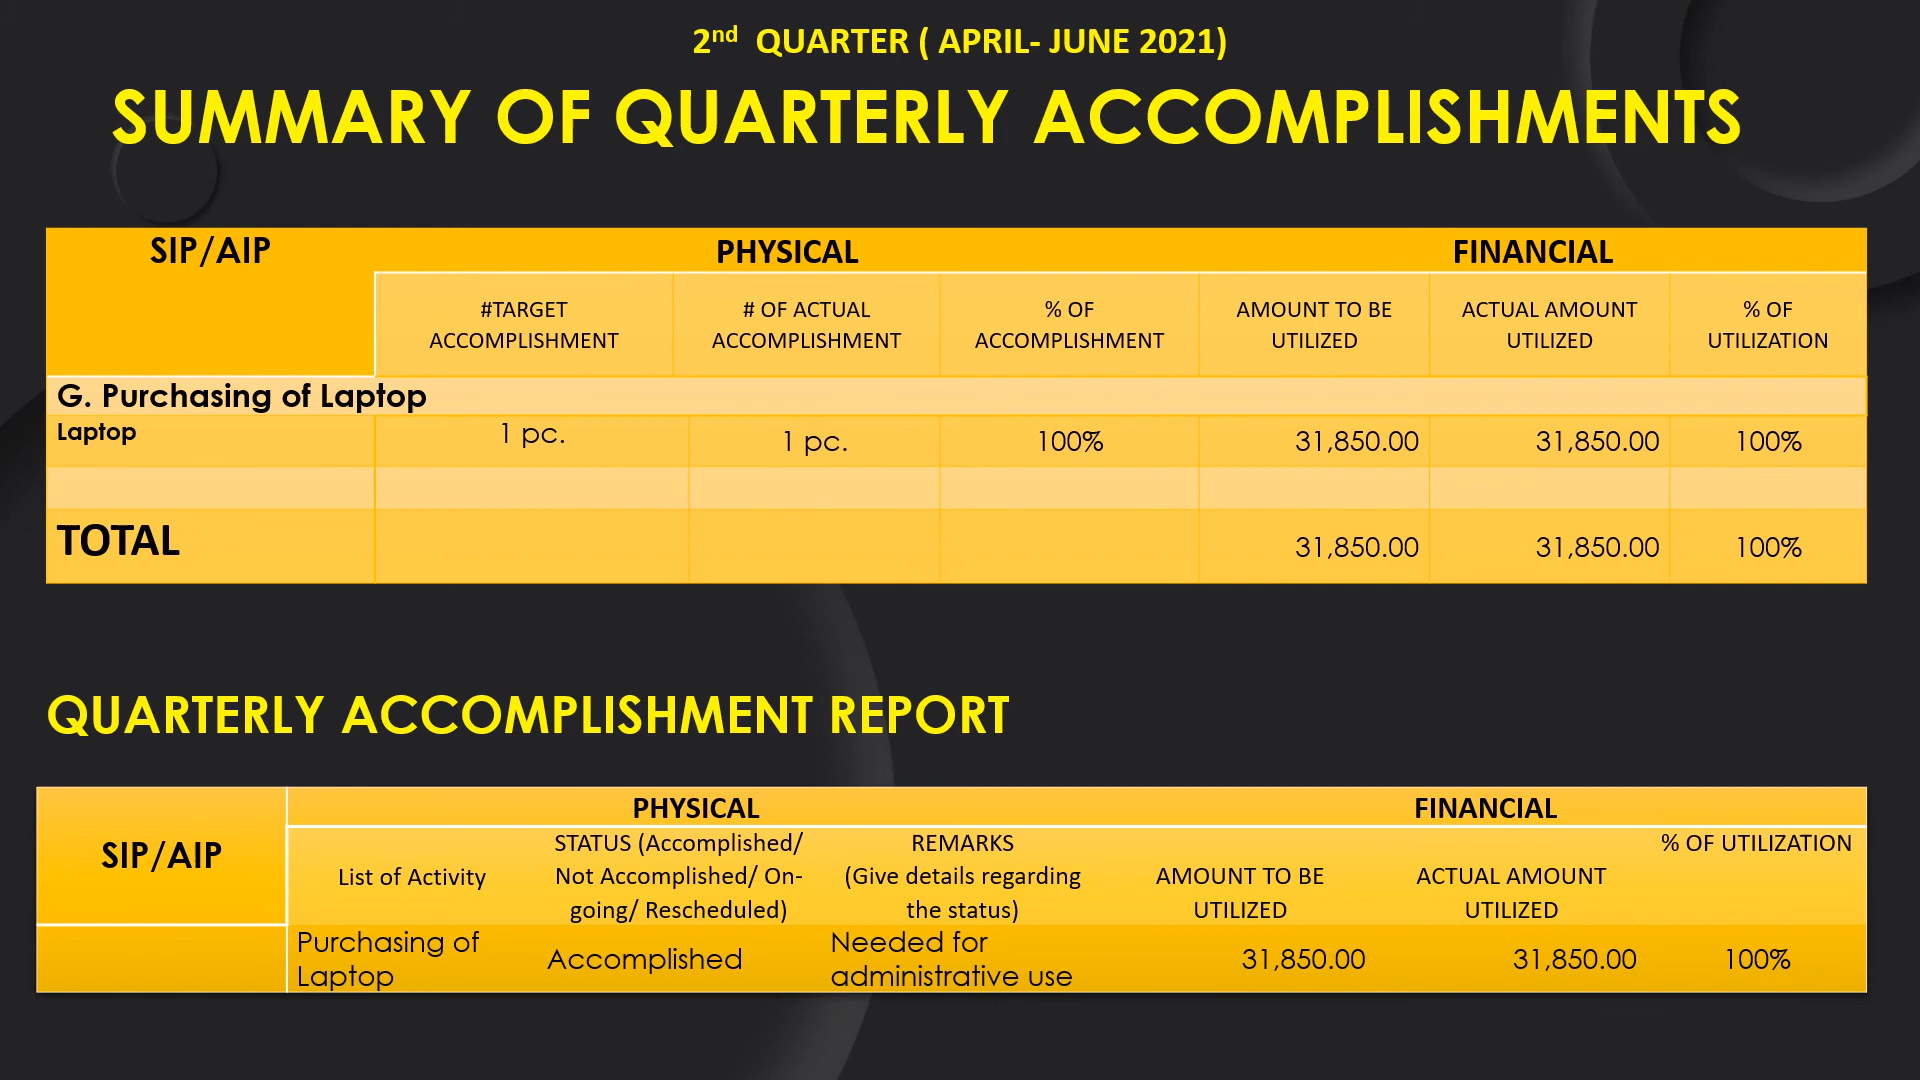 2nd QUARTER ( APRIL- JUNE 2021)
SUMMARY OF QUARTERLY ACCOMPLISHMENTS
SIP/AIP PHYSICAL FINANCIAL
#TARGET ACCOMPLISHMENT # OF ACTUAL ACCOMPLISHMENT % OF ACCOMPLISHMENT AMOUNT TO BE UTILIZED ACTUAL AMOUNT UTILIZED % OF UTILIZATION
G. Purchasing of Laptop
Laptop 1 pc. 1 pc. 100% 31,850.00 31,850.00 100%
TOTAL 31,850.00 31,850.00 100%
QUARTERLY ACCOMPLISHMENT REPORT
SIP/AIP PHYSICAL FINANCIAL
List of Activity
STATUS (Accomplished/
Not Accomplished/ On-
going/ Rescheduled)
REMARKS
(Give details regarding
the status)
AMOUNT TO BE
UTILIZED
ACTUAL AMOUNT
UTILIZED
% OF UTILIZATION
Purchasing of
Laptop
Accomplished
Needed for
administrative use
31,850.00 31,850.00 100%